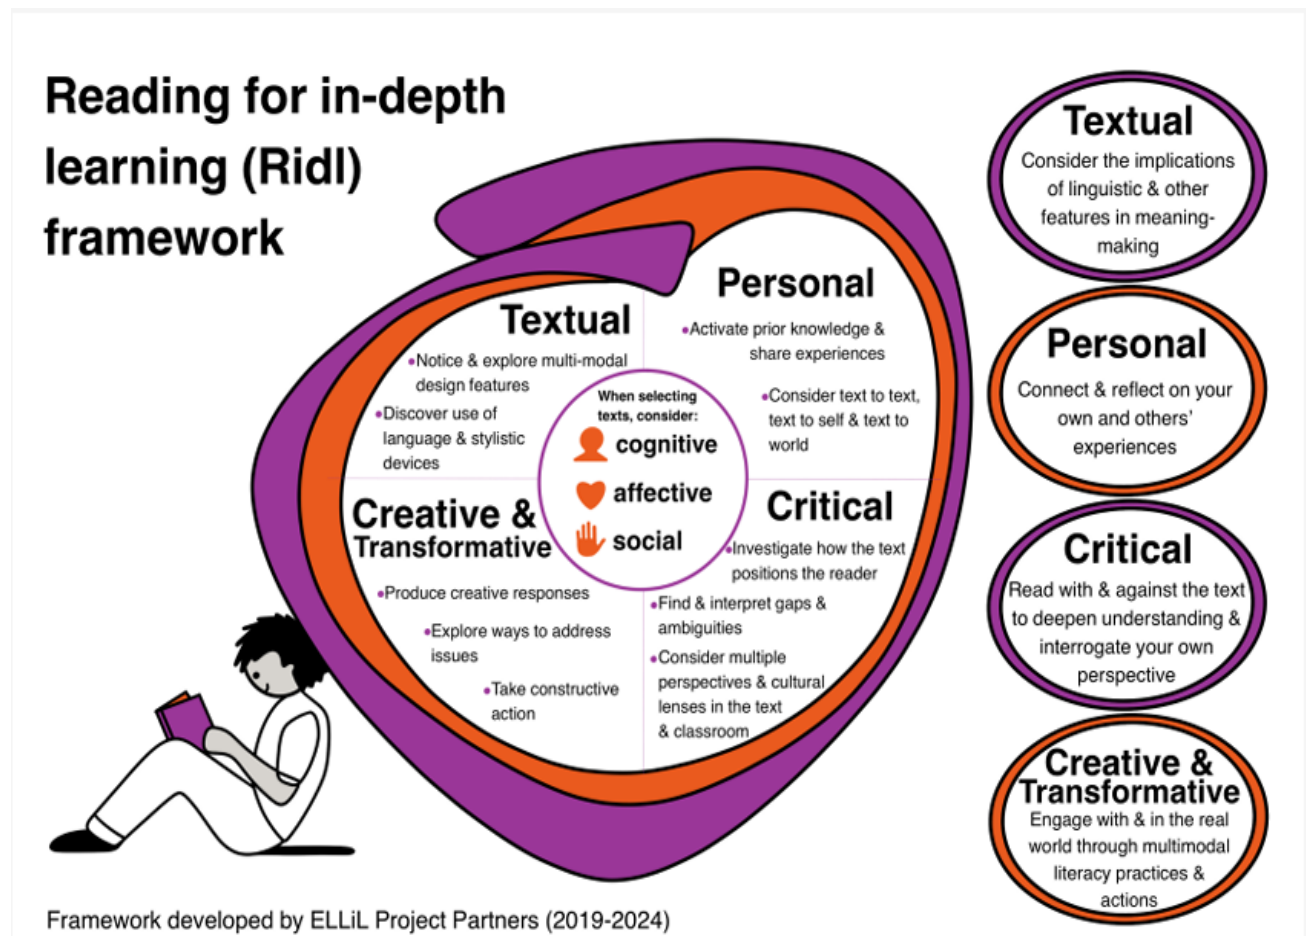 Reading for in-depth
learning (Ridl)
framework
Textual
•Notice & explore multi-modal
design features
•Discover use of
language & stylistic
devices
Personal
•Activate prior knowledge &
share experiences
•Consider text to text,
text to self & text to
world
When selecting
texts, consider:
cognitive
affective
social
Creative &
Transformative
•Produce creative responses
•Explore ways to address
issues
•Take constructive
action
Critical
•Investigate how the text
positions the reader
•Find & interpret gaps &
ambiguities
•Consider multiple
perspectives & cultural
lenses in the text
& classroom
Textual
Consider the implications
of linguistic & other
features in meaning-
making
Personal
Connect & reflect on your
own and others’
experiences
Critical
Read with & against the text
to deepen understanding &
interrogate your own
perspective
Creative &
Transformative
Engage with & in the real
world through multimodal
literacy practices &
actions
Framework developed by ELLiL Project Partners (2019-2024)